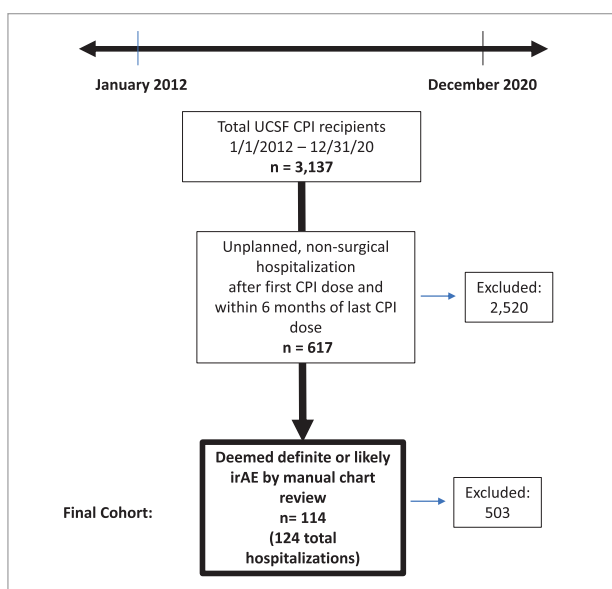 January 2012
December 2020
Total UCSF CPI recipients
1/1/2012 – 12/31/20
n = 3,137
Unplanned, non-surgical
hospitalization
after first CPI dose and
within 6 months of last CPI
dose
n = 617
Excluded:
2,520
Final Cohort:
Deemed definite or likely
irAE by manual chart
review
n= 114
(124 total
hospitalizations)
Excluded:
503